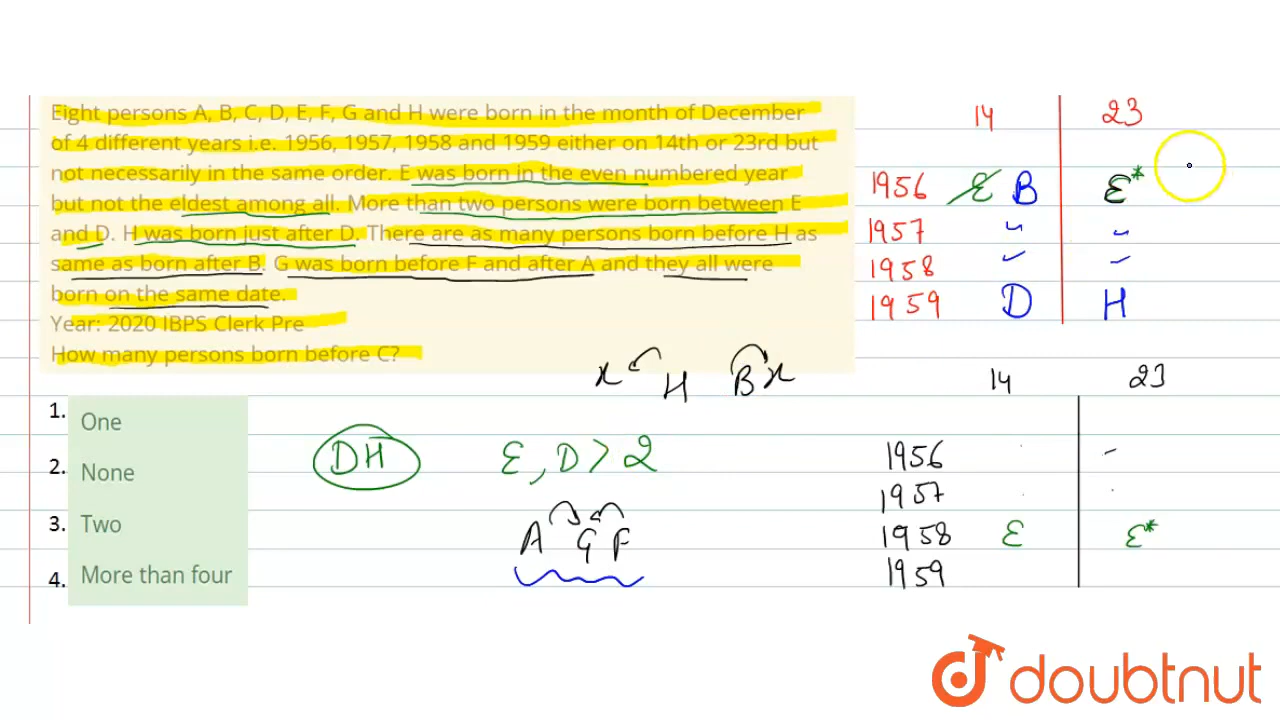 Eight persons A, B, C, D, E, F, G and H were born in the month of December
of 4 different years i.e. 1956, 1957, 1958 and 1959 either on 14th or 23rd but
not necessarily in the same order. E was born in the even numbered year
but not the eldest among all. More than two persons were born between E
and D. H was born just after D. There are as many persons born before H as
same as born after B. G was born before F and after A and they all were
born on the same date.
Year: 2020 IBPS Clerk Pre
How many persons born before C?
1. One
2. None
3. Two
4. More than four
14 23
1956 E B E*
1957
1958
1959 D H
x H B x
DH
E, D > 2
A G F
14 23
1956
1957
1958 E E*
1959
doubtnut